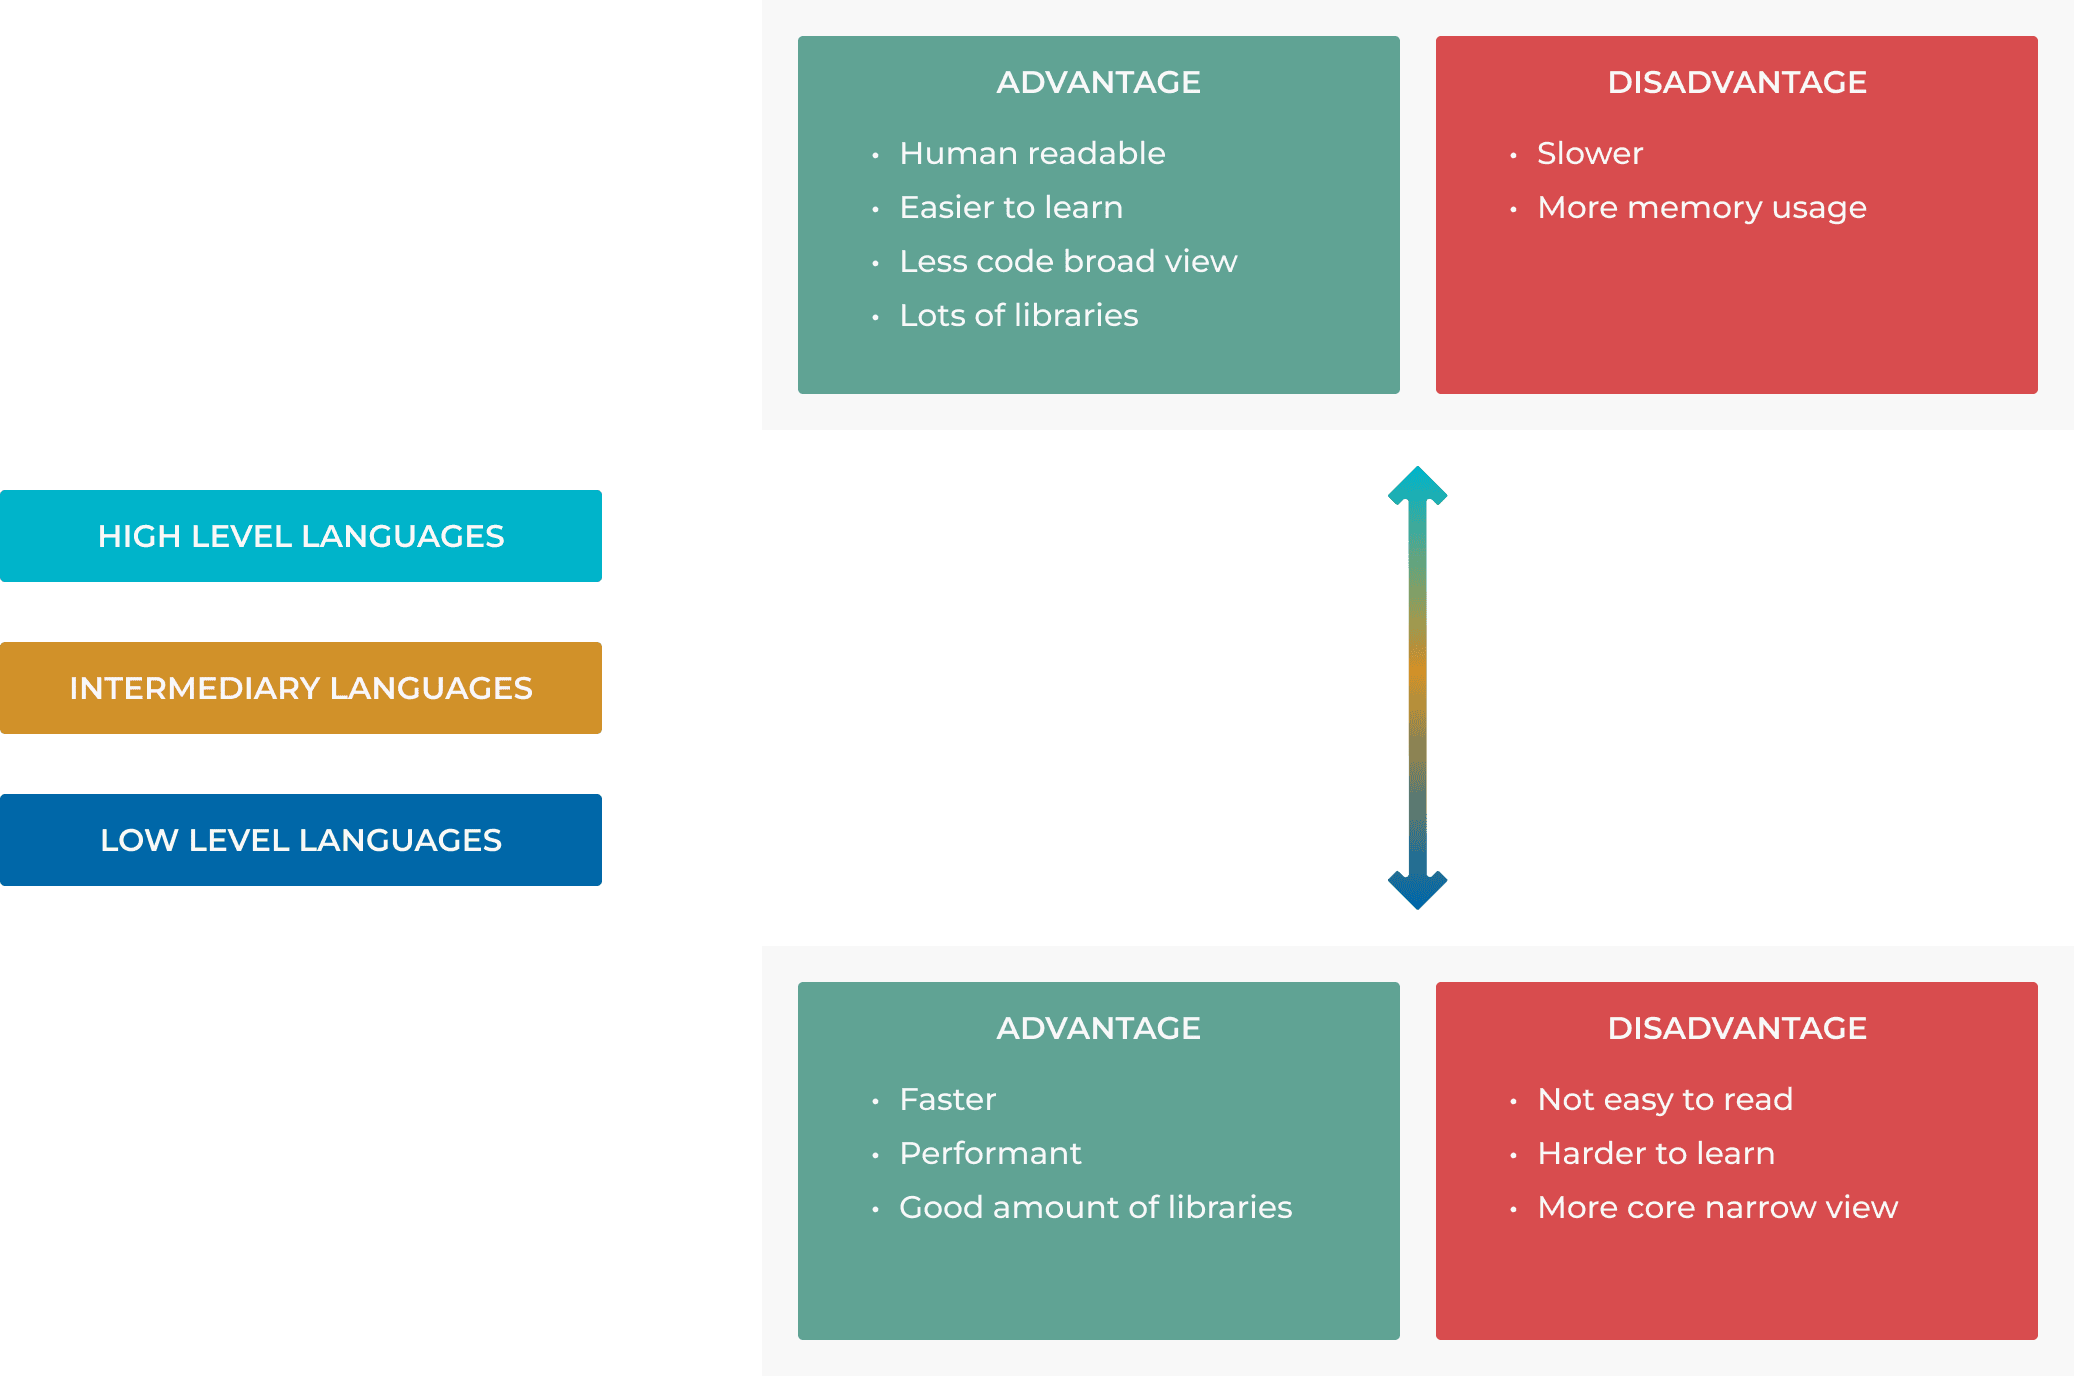 ADVANTAGE
• Human readable
• Easier to learn
• Less code broad view
• Lots of libraries
DISADVANTAGE
• Slower
• More memory usage
HIGH LEVEL LANGUAGES
INTERMEDIARY LANGUAGES
LOW LEVEL LANGUAGES
ADVANTAGE
• Faster
• Performant
• Good amount of libraries
DISADVANTAGE
• Not easy to read
• Harder to learn
• More core narrow view